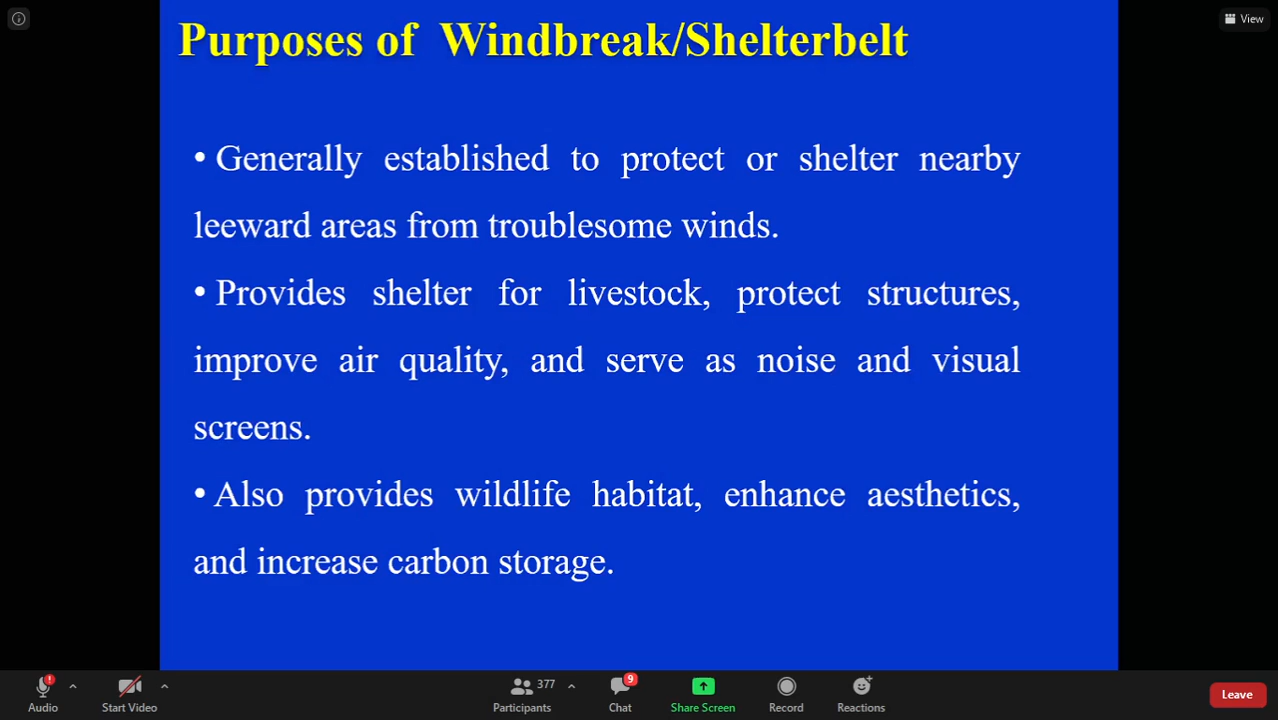 View
Purposes of Windbreak/Shelterbelt
• Generally established to protect or shelter nearby
leeward areas from troublesome winds.
• Provides shelter for livestock, protect structures,
improve air quality, and serve as noise and visual
screens.
• Also provides wildlife habitat, enhance aesthetics,
and increase carbon storage.
Audio Start Video Participants 377 Chat 9 Share Screen Record Reactions Leave